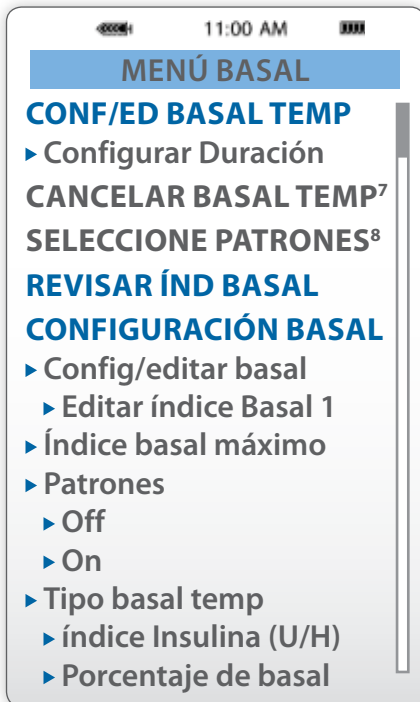 11:00 AM
MENÚ BASAL
CONF/ED BASAL TEMP
Configurar Duración
CANCELAR BASAL TEMP⁷
SELECCIONE PATRONES⁸
REVISAR ÍND BASAL
CONFIGURACIÓN BASAL
Config/editar basal
Editar índice Basal 1
Índice basal máximo
Patrones
Off
On
Tipo basal temp
índice Insulina (U/H)
Porcentaje de basal